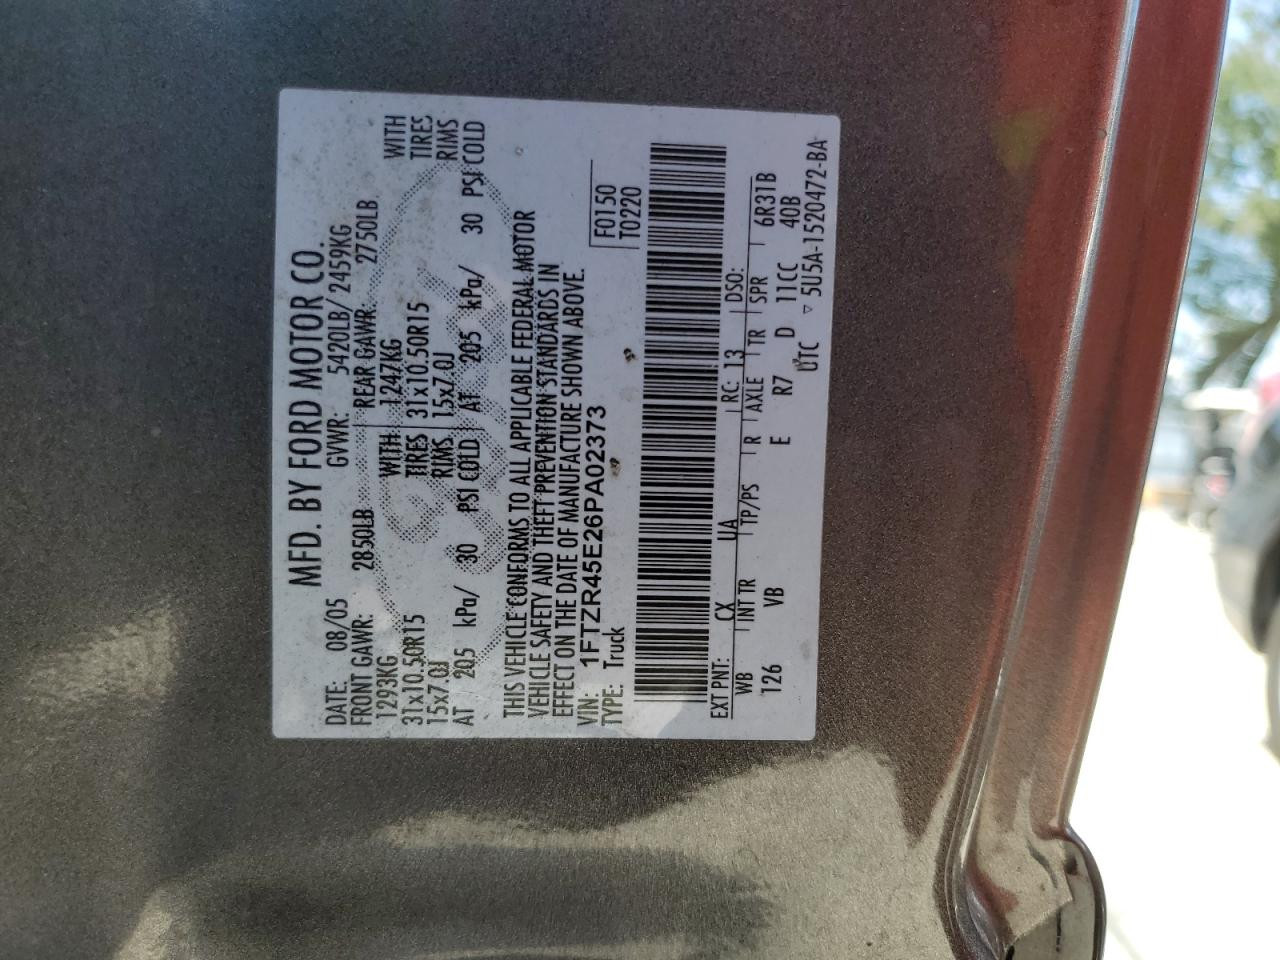 MFD. BY FORD MOTOR CO.
DATE: 08/05 GVWR: 5420LB/ 2459KG
FRONT GAWR: 2850LB REAR GAWR: 2750LB
1293KG WITH 1247KG WITH
31x10.50R15 TIRES 31x10.50R15 TIRES
15x7.0J RIMS 15x7.0J RIMS
AT 205 kPa/ 30 PSI COLD AT 205 kPa/ 30 PSI COLD
THIS VEHICLE CONFORMS TO ALL APPLICABLE FEDERAL MOTOR
VEHICLE SAFETY AND THEFT PREVENTION STANDARDS IN
EFFECT ON THE DATE OF MANUFACTURE SHOWN ABOVE.
VIN: 1FTZR45E26PA02373 F0150
TYPE: Truck T0220
EXT PNT: CX UA RC: 13 DSO:
WB INT TR TP/PS R AXLE TR SPR 6R31B
126 VB E R7 D 11CC 40B
UTC ▽ 5U5A-1520472-BA